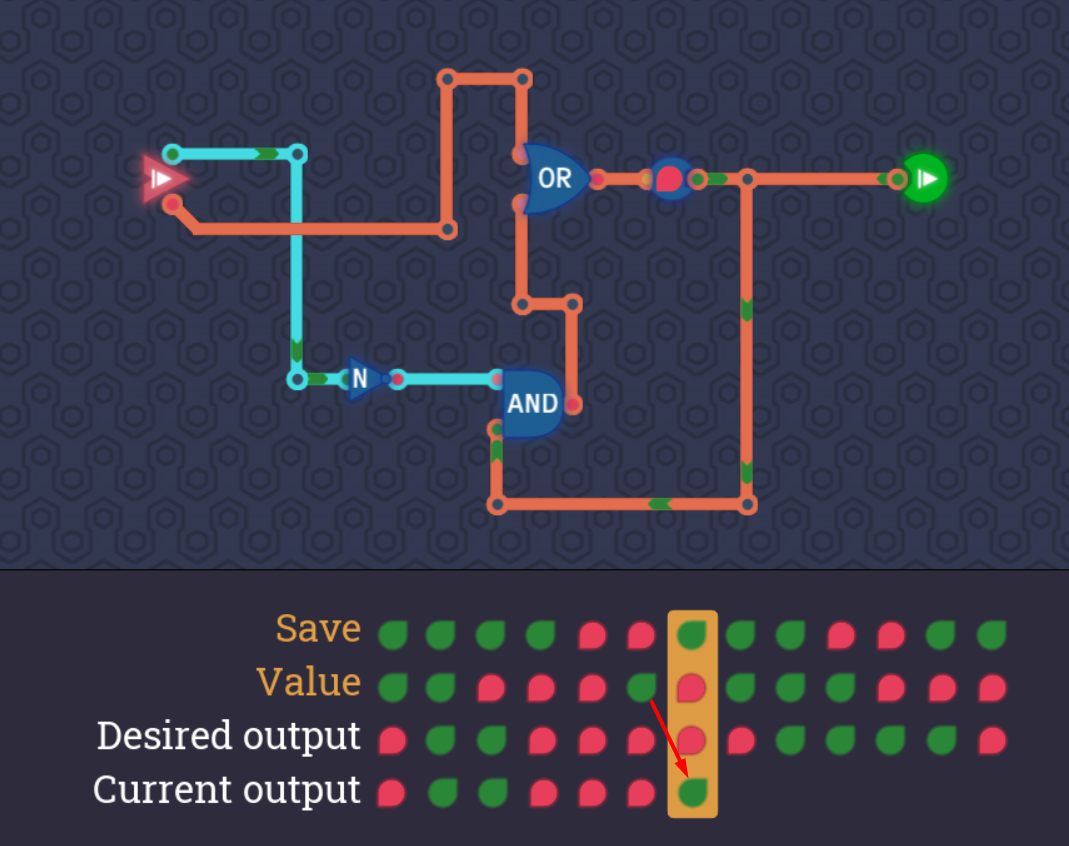 OR
N
AND
Save
Value
Desired output
Current output